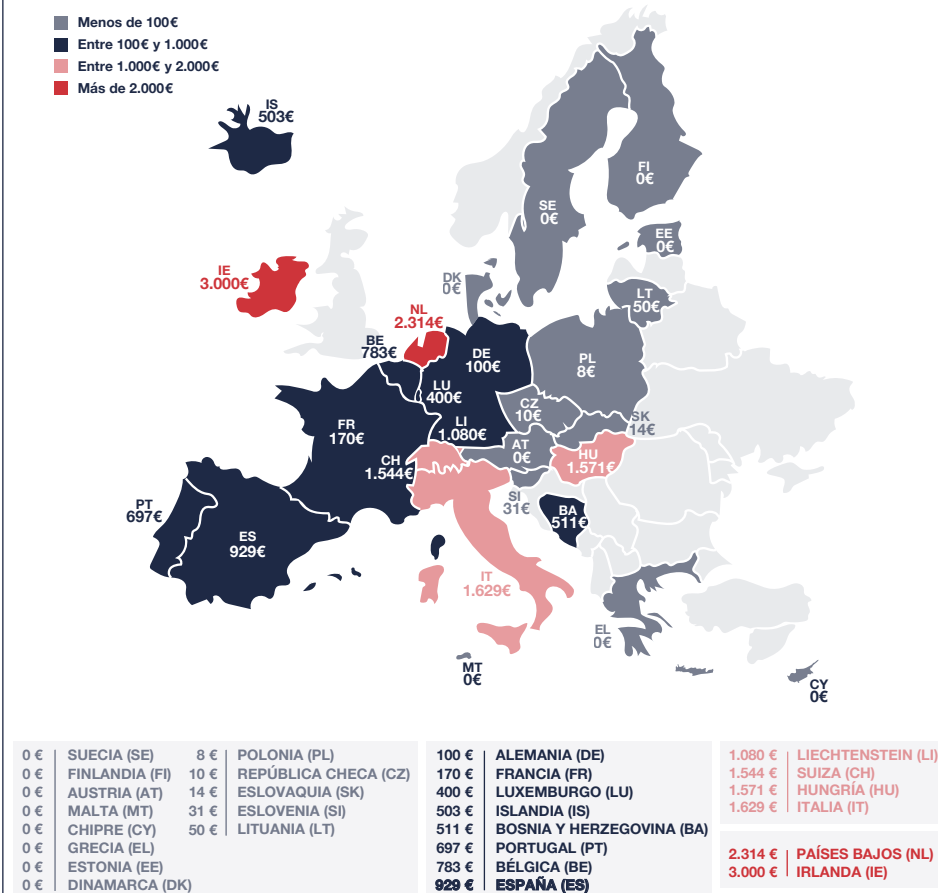 Menos de 100€
Entre 100€ y 1.000€
Entre 1.000€ y 2.000€
Más de 2.000€
IS
503€
FI
0€
SE
0€
EE
0€
IE
3.000€
DK
0€
LT
50€
NL
2.314€
BE
783€
DE
100€
PL
8€
LU
400€
CZ
10€
SK
14€
FR
170€
LI
1.080€
AT
0€
CH
1.544€
HU
1.571€
SI
31€
PT
697€
BA
511€
ES
929€
IT
1.629€
EL
0€
MT
0€
CY
0€
0 € SUECIA (SE)
0 € FINLANDIA (FI)
0 € AUSTRIA (AT)
0 € MALTA (MT)
0 € CHIPRE (CY)
0 € GRECIA (EL)
0 € ESTONIA (EE)
0 € DINAMARCA (DK)
8 € POLONIA (PL)
10 € REPÚBLICA CHECA (CZ)
14 € ESLOVAQUIA (SK)
31 € ESLOVENIA (SI)
50 € LITUANIA (LT)
100 € ALEMANIA (DE)
170 € FRANCIA (FR)
400 € LUXEMBURGO (LU)
503 € ISLANDIA (IS)
511 € BOSNIA Y HERZEGOVINA (BA)
697 € PORTUGAL (PT)
783 € BÉLGICA (BE)
929 € ESPAÑA (ES)
1.080 € LIECHTENSTEIN (LI)
1.544 € SUIZA (CH)
1.571 € HUNGRÍA (HU)
1.629 € ITALIA (IT)
2.314 € PAÍSES BAJOS (NL)
3.000 € IRLANDA (IE)